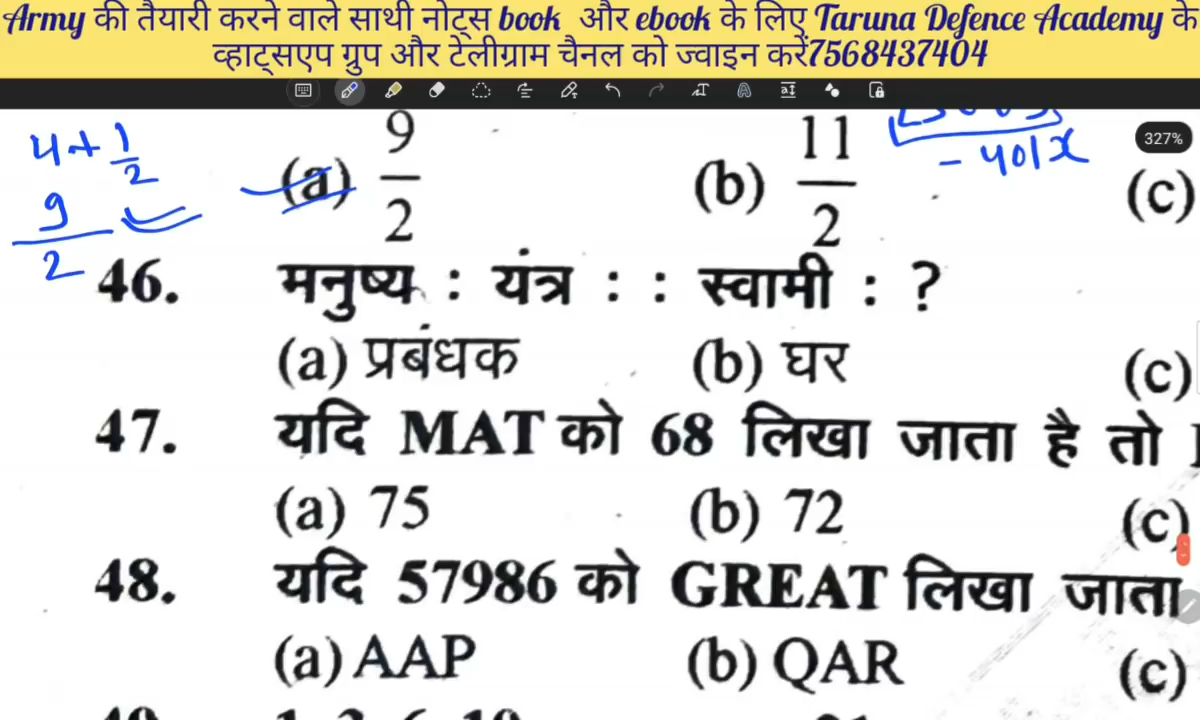 Army की तैयारी करने वाले साथी नोट्स book और ebook के लिए Taruna Defence Academy के
व्हाट्सएप ग्रुप और टेलीग्राम चैनल को ज्वाइन करें7568437404
327%
4+1/2
9/2
(a) 9/2 (b) 11/2 (c)
- 401x
46. मनुष्य : यंत्र : : स्वामी : ?
(a) प्रबंधक (b) घर (c)
47. यदि MAT को 68 लिखा जाता है तो
(a) 75 (b) 72 (c)
48. यदि 57986 को GREAT लिखा जाता
(a) AAP (b) QAR (c)